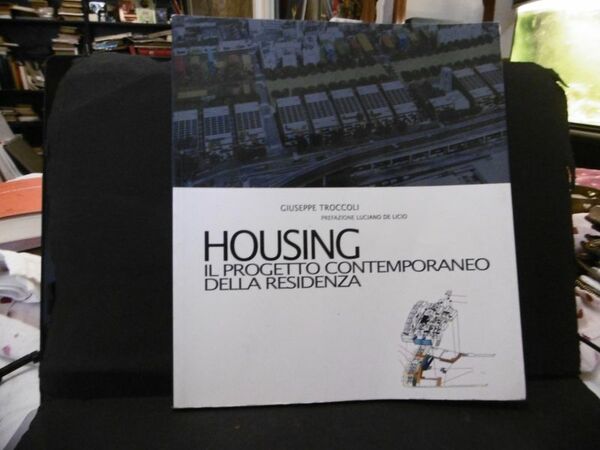 GIUSEPPE TROCCOLI
PREFAZIONE LUCIANO DE LICIO
HOUSING
IL PROGETTO CONTEMPORANEO
DELLA RESIDENZA